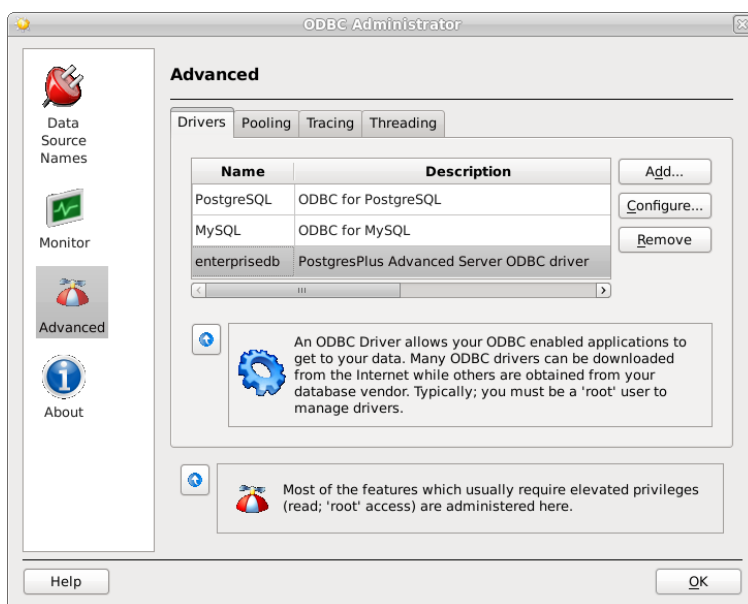 ODBC Administrator
Data
Source
Names
Monitor
Advanced
About
Advanced
Drivers Pooling Tracing Threading
Name Description
PostgreSQL ODBC for PostgreSQL
MySQL ODBC for MySQL
enterprisedb PostgresPlus Advanced Server ODBC driver
Add...
Configure...
Remove
An ODBC Driver allows your ODBC enabled applications to
get to your data. Many ODBC drivers can be downloaded
from the Internet while others are obtained from your
database vendor. Typically; you must be a 'root' user to
manage drivers.
Most of the features which usually require elevated privileges
(read; 'root' access) are administered here.
Help
OK